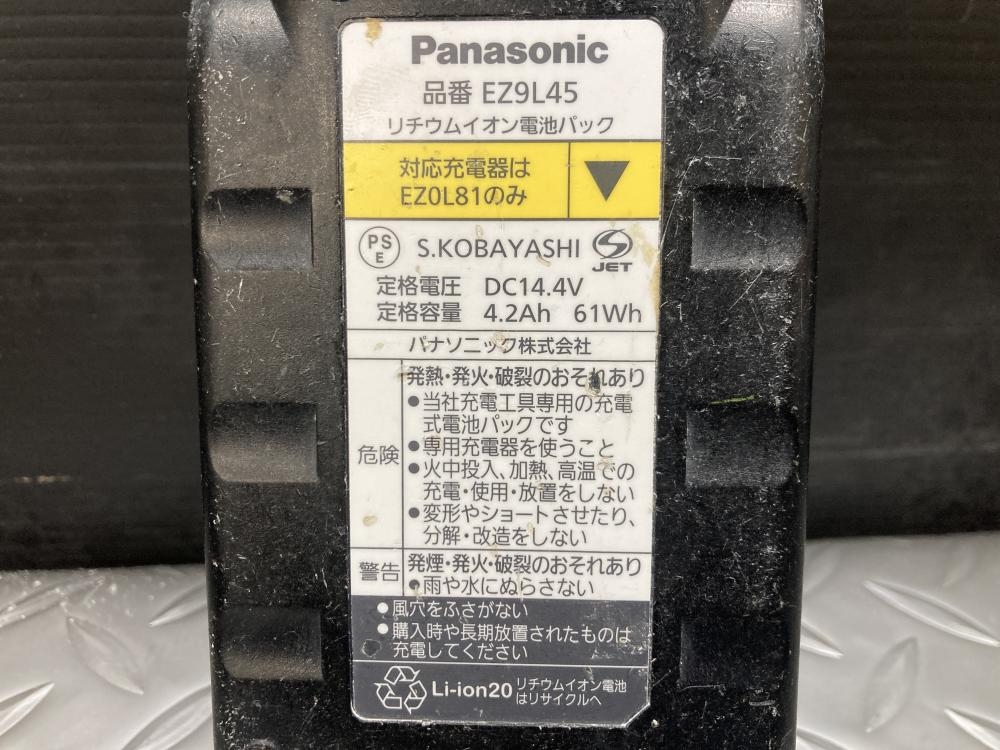 Panasonic
品番 EZ9L45
リチウムイオン電池パック
対応充電器は
EZ0L81のみ
PS
E
S.KOBAYASHI
JET
定格電圧 DC14.4V
定格容量 4.2Ah 61Wh
パナソニック株式会社
危険
発熱・発火・破裂のおそれあり
●当社充電工具専用の充電
式電池パックです
●専用充電器を使うこと
●火中投入、加熱、高温での
充電・使用・放置をしない
●変形やショートさせたり、
分解・改造をしない
警告
発煙・発火・破裂のおそれあり
●雨や水にぬらさない
●風穴をふさがない
●購入時や長期放置されたものは
充電してください
Li-ion20
リチウムイオン電池
はリサイクルへ